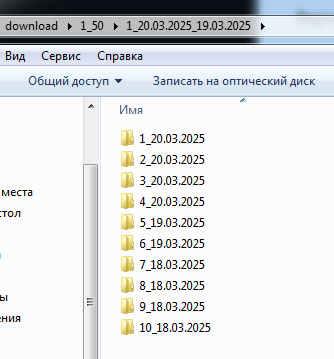 download 1_50 1_20.03.2025_19.03.2025
Вид Сервис Справка
Общий доступ Записать на оптический диск
Имя
1_20.03.2025
2_20.03.2025
3_20.03.2025
места
4_20.03.2025
стол
5_19.03.2025
6_19.03.2025
7_18.03.2025
8_18.03.2025
ы
9_18.03.2025
ения
10_18.03.2025